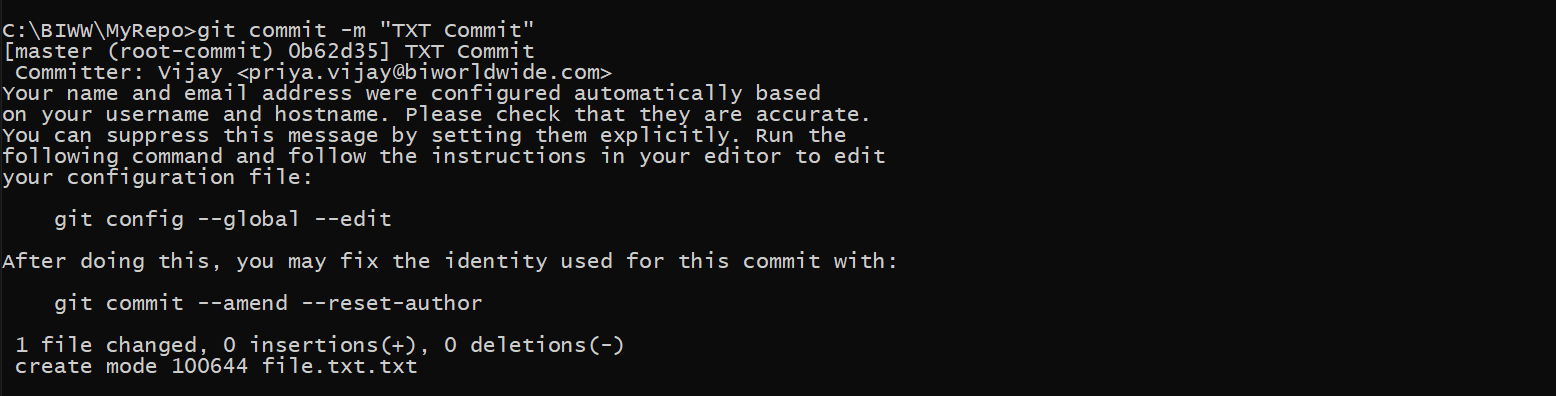 C:\BIWW\MyRepo>git commit -m "TXT Commit"
[master (root-commit) 0b62d35] TXT Commit
 Committer: Vijay <priya.vijay@biworldwide.com>
Your name and email address were configured automatically based
on your username and hostname. Please check that they are accurate.
You can suppress this message by setting them explicitly. Run the
following command and follow the instructions in your editor to edit
your configuration file:

    git config --global --edit

After doing this, you may fix the identity used for this commit with:

    git commit --amend --reset-author

 1 file changed, 0 insertions(+), 0 deletions(-)
 create mode 100644 file.txt.txt